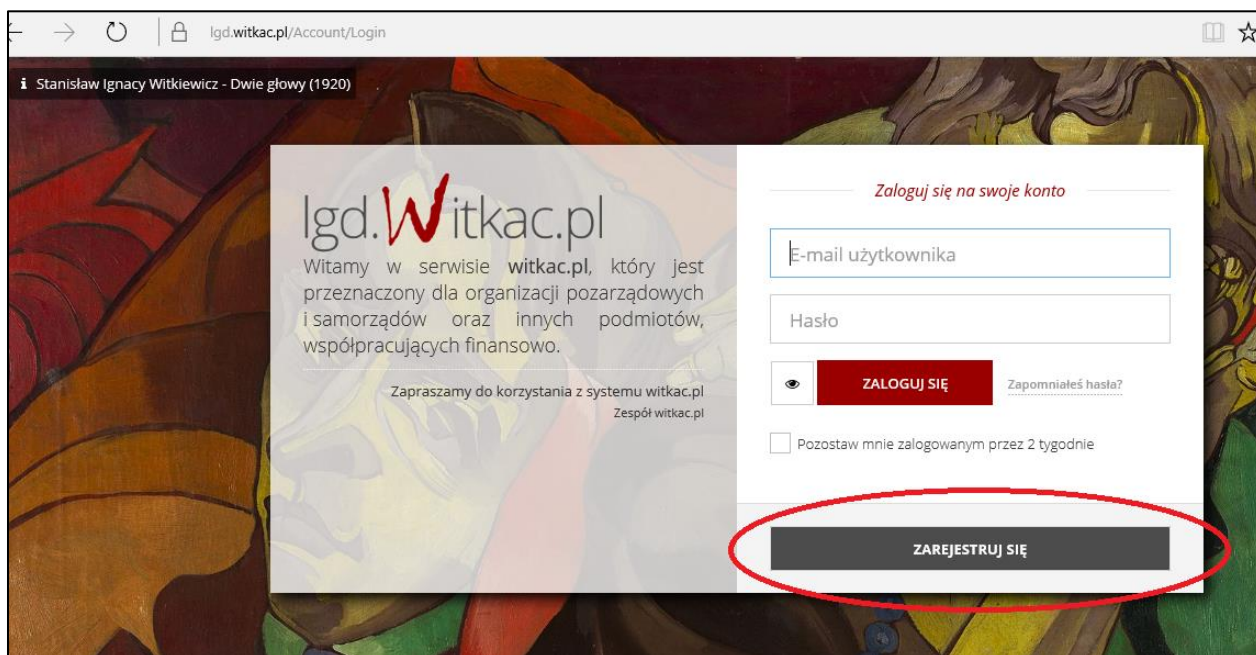 lgd.witkac.pl/Account/Login
i Stanisław Ignacy Witkiewicz - Dwie głowy (1920)
lgd.Witkac.pl
Witamy w serwisie witkac.pl, który jest
przeznaczony dla organizacji pozarządowych
i samorządów oraz innych podmiotów,
współpracujących finansowo.
Zapraszamy do korzystania z systemu witkac.pl
Zespół witkac.pl
Zaloguj się na swoje konto
E-mail użytkownika
Hasło
ZALOGUJ SIĘ
Zapomniałeś hasła?
Pozostaw mnie zalogowanym przez 2 tygodnie
ZAREJESTRUJ SIĘ